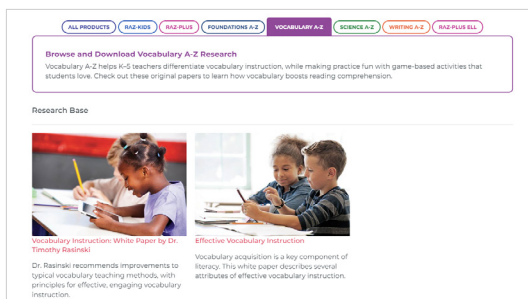 ALL PRODUCTS RAZ-KIDS RAZ-PLUS FOUNDATIONS A-Z VOCABULARY A-Z SCIENCE A-Z WRITING A-Z RAZ-PLUS ELL
Browse and Download Vocabulary A-Z Research
Vocabulary A-Z helps K-5 teachers differentiate vocabulary instruction, while making practice fun with game-based activities that
students love. Check out these original papers to learn how vocabulary boosts reading comprehension.
Research Base
Vocabulary Instruction: White Paper by Dr.
Timothy Rasinski
Dr. Rasinski recommends improvements to
typical vocabulary teaching methods, with
principles for effective, engaging vocabulary
instruction.
Effective Vocabulary Instruction
Vocabulary acquisition is a key component of
literacy. This white paper describes several
attributes of effective vocabulary instruction.